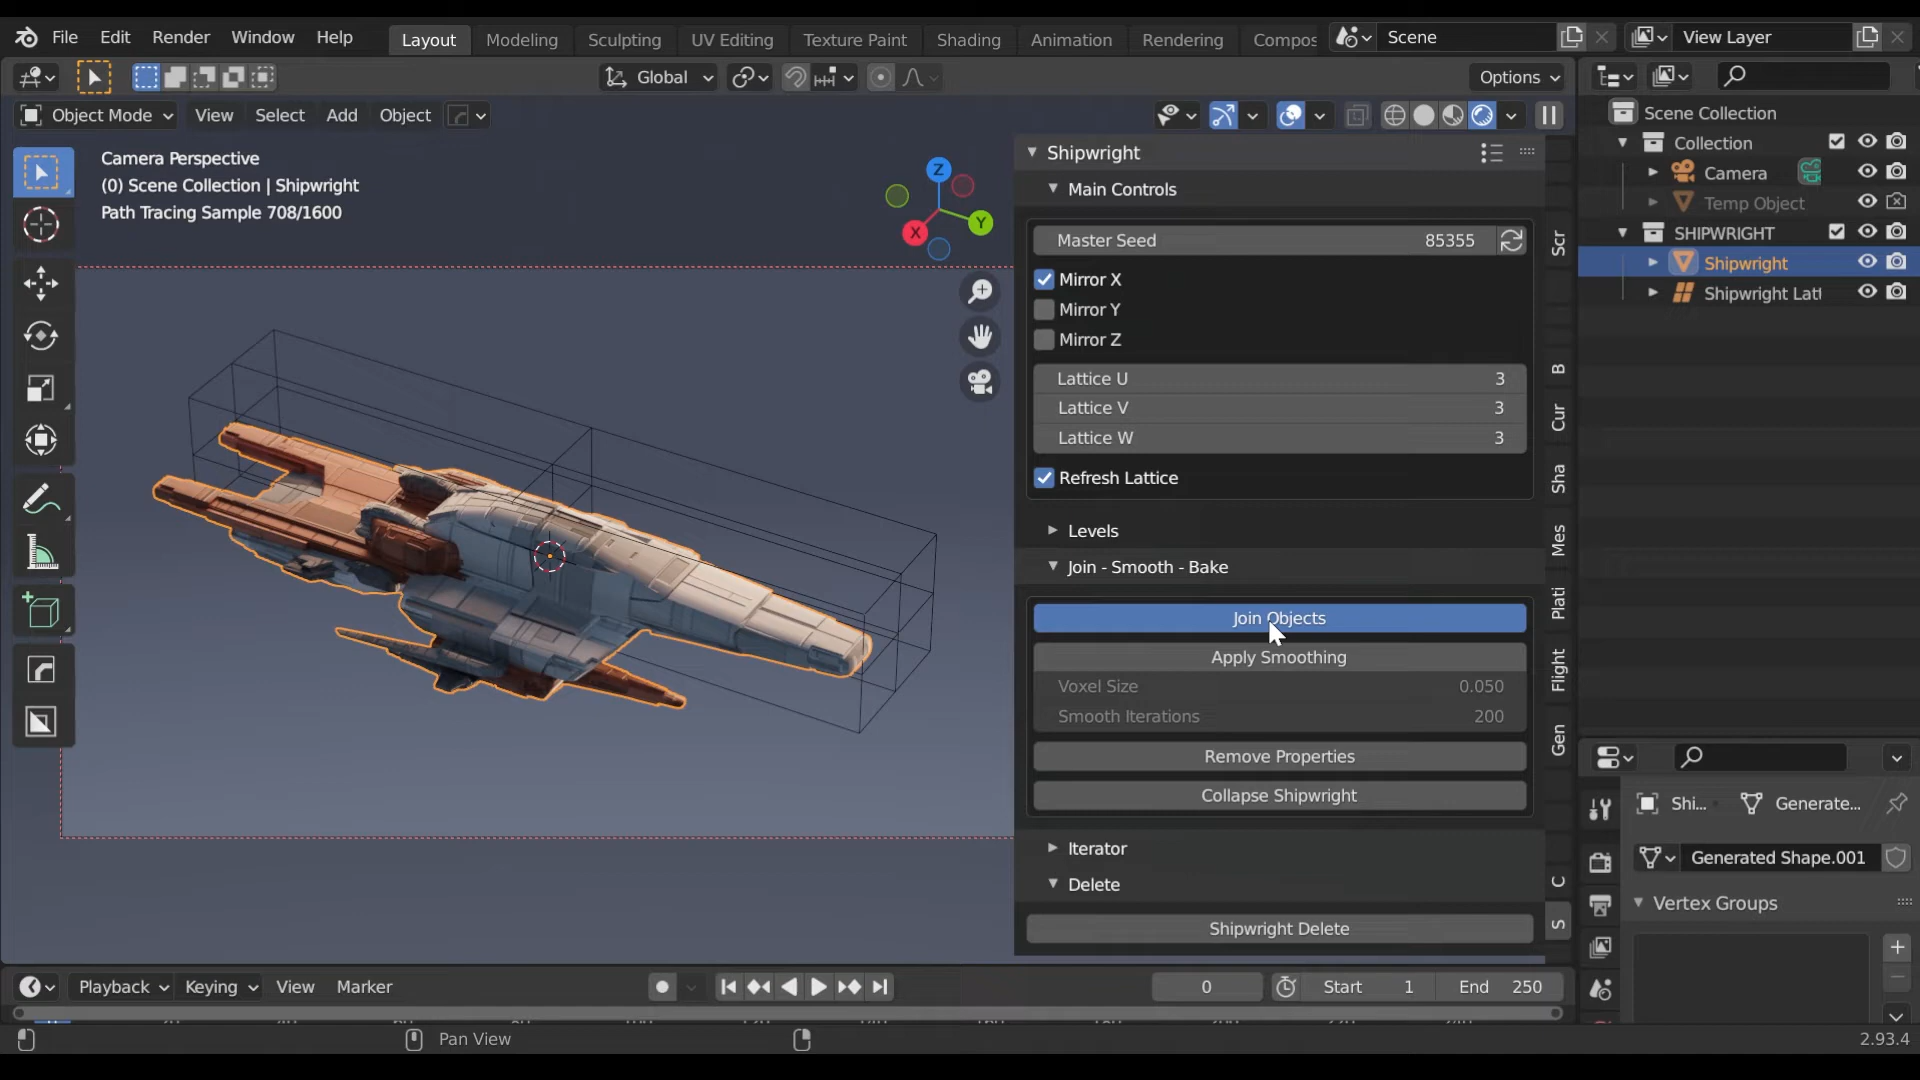 File Edit Render Window Help Layout Modeling Sculpting UV Editing Texture Paint Shading Animation Rendering Compos Scene View Layer
Global Options
Object Mode View Select Add Object
Scene Collection
Collection
Camera
Temp Object
SHIPWRIGHT
Shipwright
Shipwright Latt
Camera Perspective
(0) Scene Collection | Shipwright
Path Tracing Sample 708/1600
Z
Y
X
Shipwright
Main Controls
Master Seed 85355
Mirror X
Mirror Y
Mirror Z
Lattice U 3
Lattice V 3
Lattice W 3
Refresh Lattice
Levels
Join - Smooth - Bake
Join Objects
Apply Smoothing
Voxel Size 0.050
Smooth Iterations 200
Remove Properties
Collapse Shipwright
Iterator
Delete
Shipwright Delete
Scr
B
Cur
Sha
Mes
Plati
Flight
Gen
C
S
Shi... Generate...
Generated Shape.001
Vertex Groups
Playback Keying View Marker 0 Start 1 End 250
Pan View 2.93.4